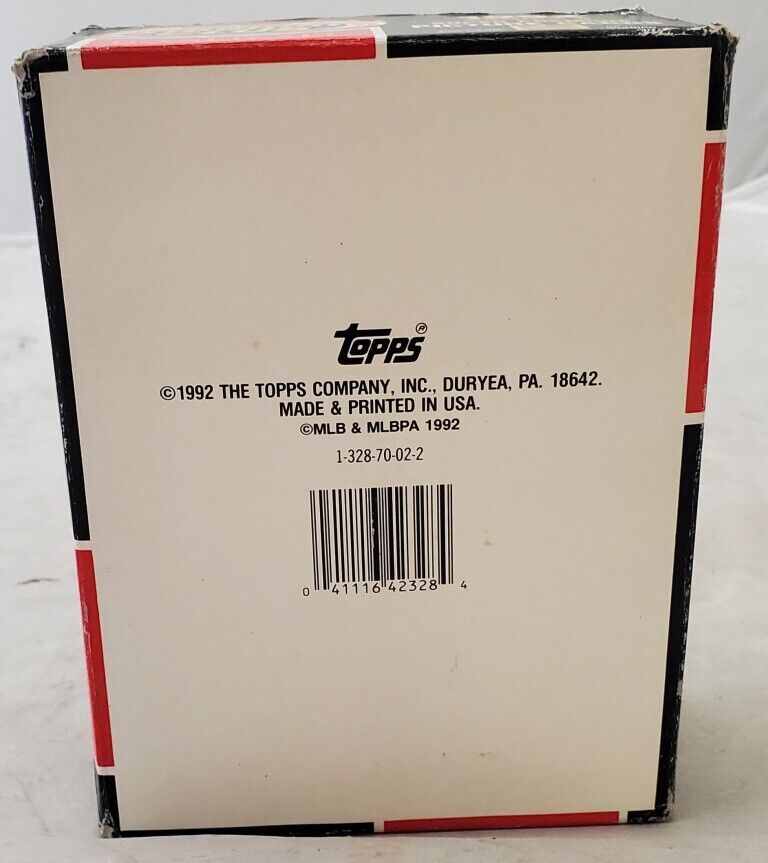 topps®
©1992 THE TOPPS COMPANY, INC., DURYEA, PA. 18642.
MADE & PRINTED IN USA.
©MLB & MLBPA 1992
1-328-70-02-2
0 41116 42328 4